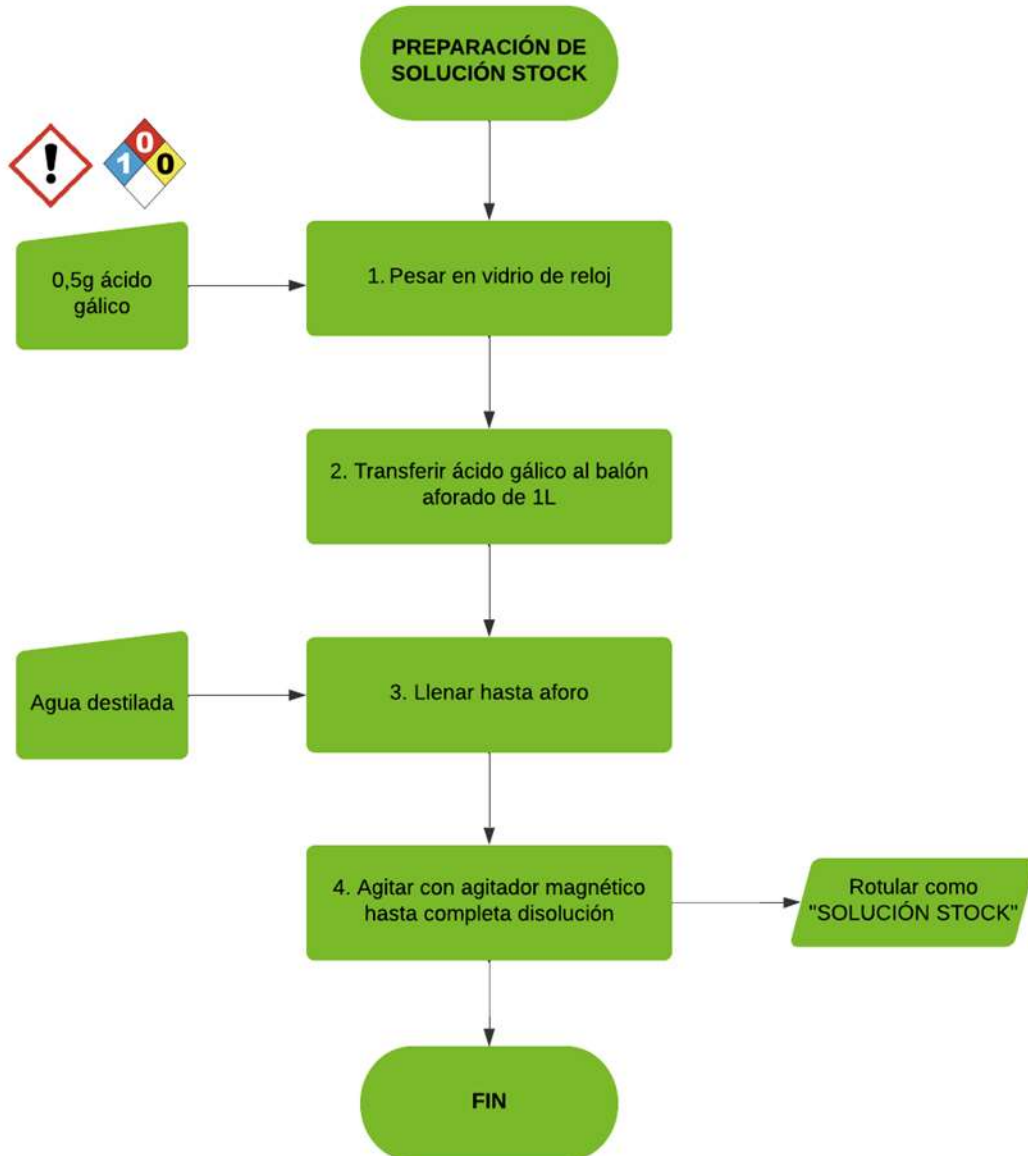 PREPARACIÓN DE
SOLUCIÓN STOCK
!
0
1 0
0,5g ácido
gálico
1. Pesar en vidrio de reloj
2. Transferir ácido gálico al balón
aforado de 1L
Agua destilada
3. Llenar hasta aforo
4. Agitar con agitador magnético
hasta completa disolución
Rotular como
"SOLUCIÓN STOCK"
FIN